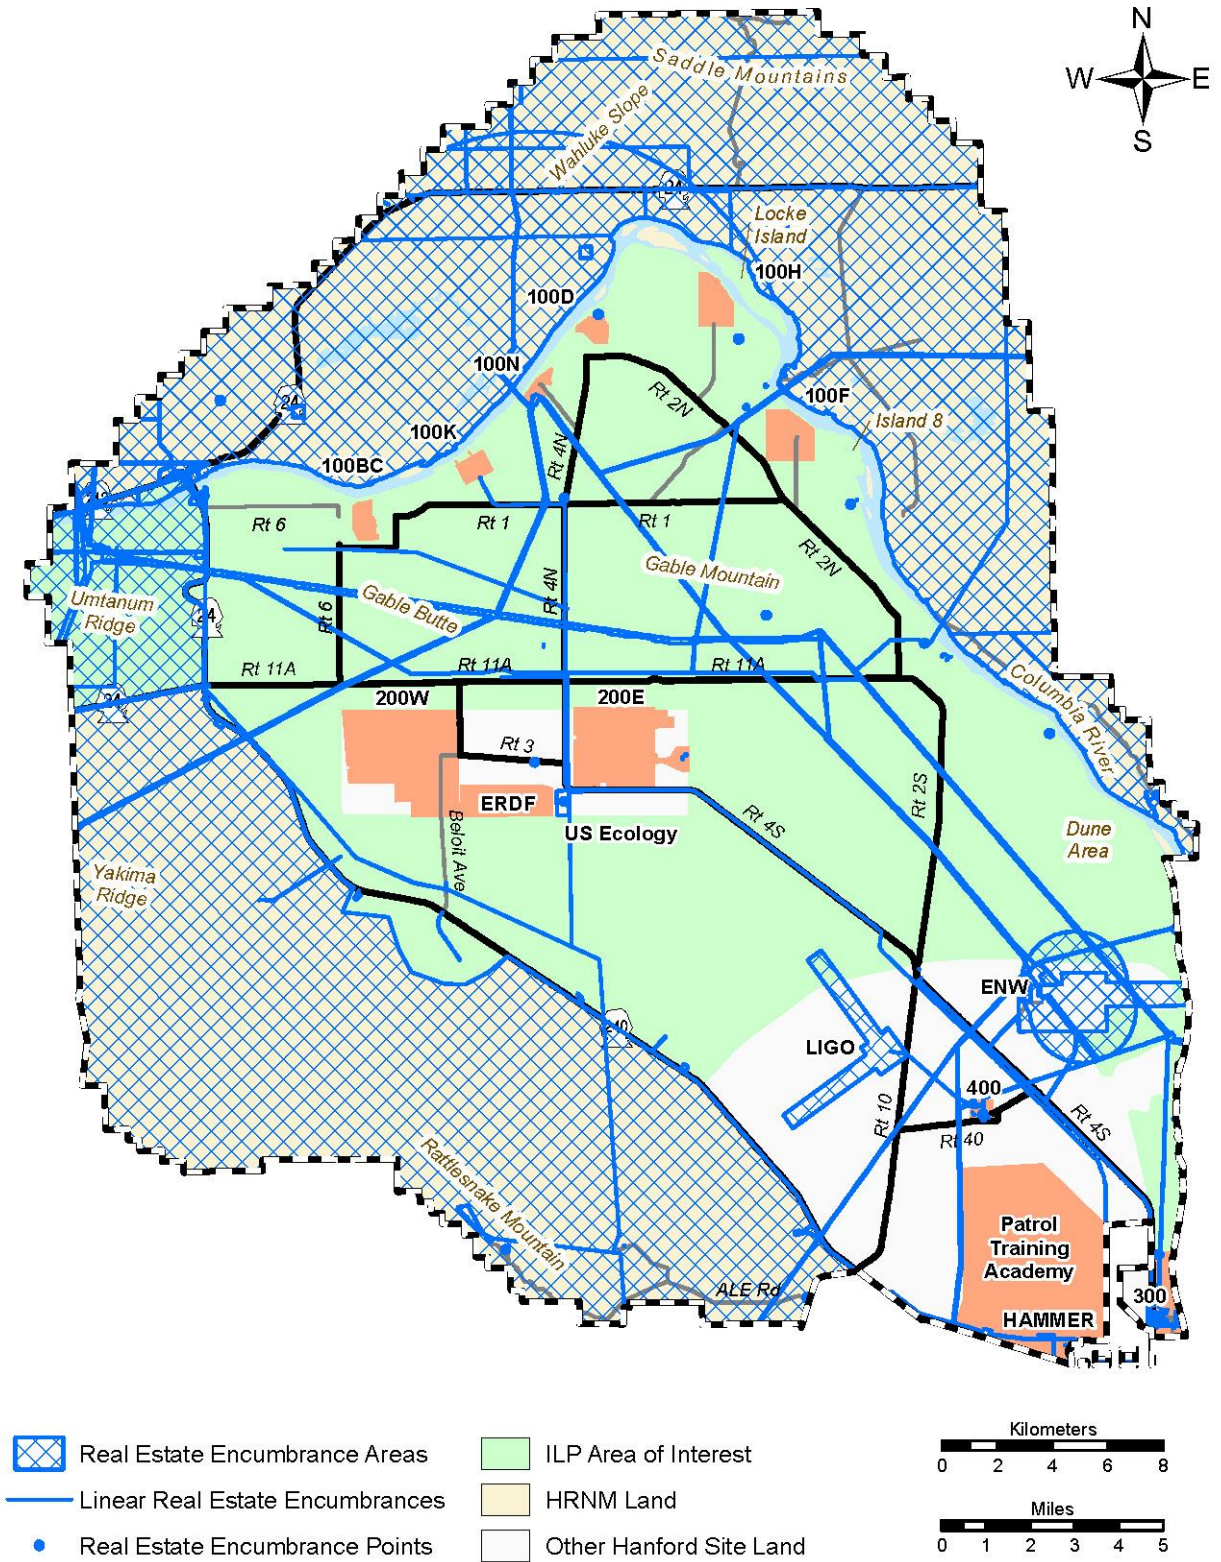 N
W
E
S
Saddle Mountains
Wahluke Slope
24
Locke
Island
100H
100D
100N
24
100F
Rt 2N
Island 8
100K
Rt 4N
100BC
Rt 6
Rt 1
Rt 1
Rt 2N
Gable Mountain
Umtanum
Ridge
24
Rt 6
Gable Butte
Rt 4N
Rt 11A
Rt 11A
Rt 11A
24
200W
200E
Columbia River
Rt 3
Rt 2S
ERDF
US Ecology
Rt 4S
Beloit Ave
Dune
Area
Yakima
Ridge
ENW
240
LIGO
400
Rt 10
Rt 40
Rt 4S
Rattlesnake Mountain
Patrol
Training
Academy
ALE Rd
300
HAMMER
Real Estate Encumbrance Areas
Linear Real Estate Encumbrances
Real Estate Encumbrance Points
ILP Area of Interest
HRNM Land
Other Hanford Site Land
Kilometers
0 1 2 4 6 8
Miles
0 1 2 3 4 5